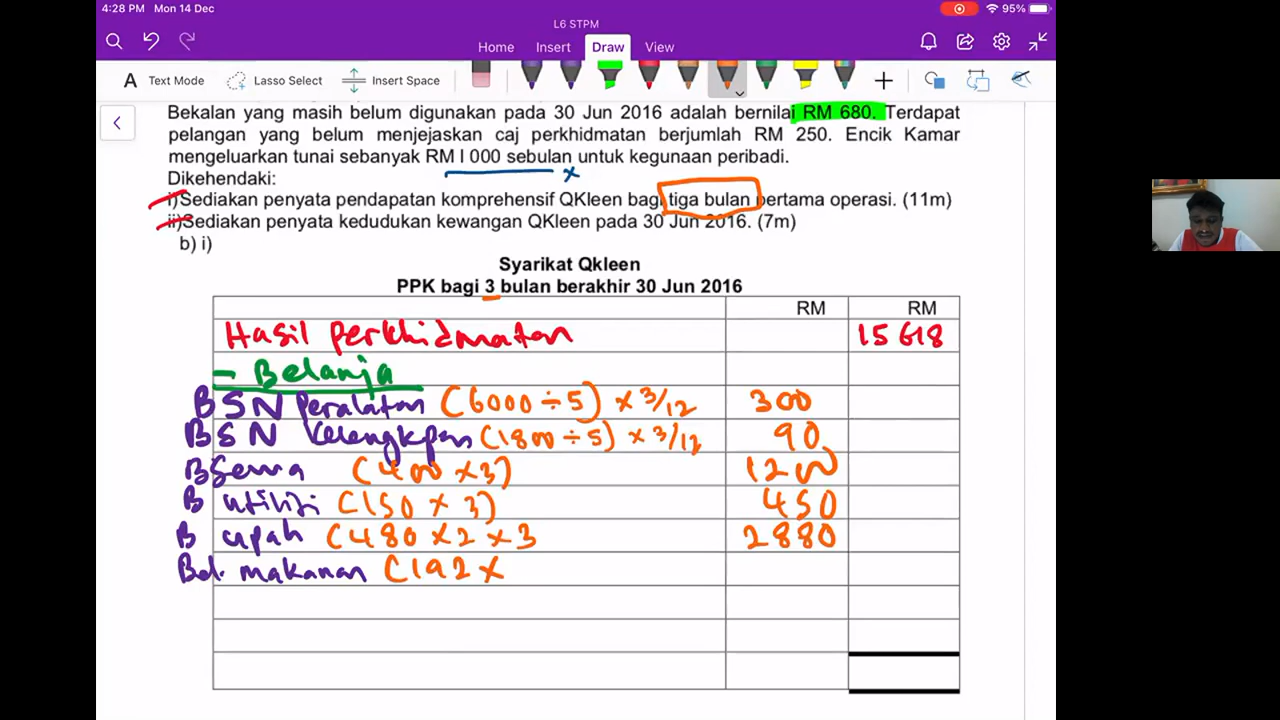 4:28 PM Mon 14 Dec
95%
L6 STPM
Home Insert Draw View
A Text Mode Lasso Select Insert Space
Bekalan yang masih belum digunakan pada 30 Jun 2016 adalah bernilai RM 680. Terdapat
pelangan yang belum menjejaskan caj perkhidmatan berjumlah RM 250. Encik Kamar
mengeluarkan tunai sebanyak RM I 000 sebulan untuk kegunaan peribadi.
x
Dikehendaki:
i)Sediakan penyata pendapatan komprehensif QKleen bagi tiga bulan pertama operasi. (11m)
ii)Sediakan penyata kedudukan kewangan QKleen pada 30 Jun 2016. (7m)
b) i)
Syarikat Qkleen
PPK bagi 3 bulan berakhir 30 Jun 2016
RM RM
Hasil perkhidmatan 15618
- Belanja
BSN Peralatan (6000 ÷ 5) x 3/12 300
BSN Kelengkpan (1800 ÷ 5) x 3/12 90
B Sewa (400 x 3) 1200
B utiliti (150 x 3) 450
B upah (480 x 2 x 3 2880
Bel. makanan (192 x